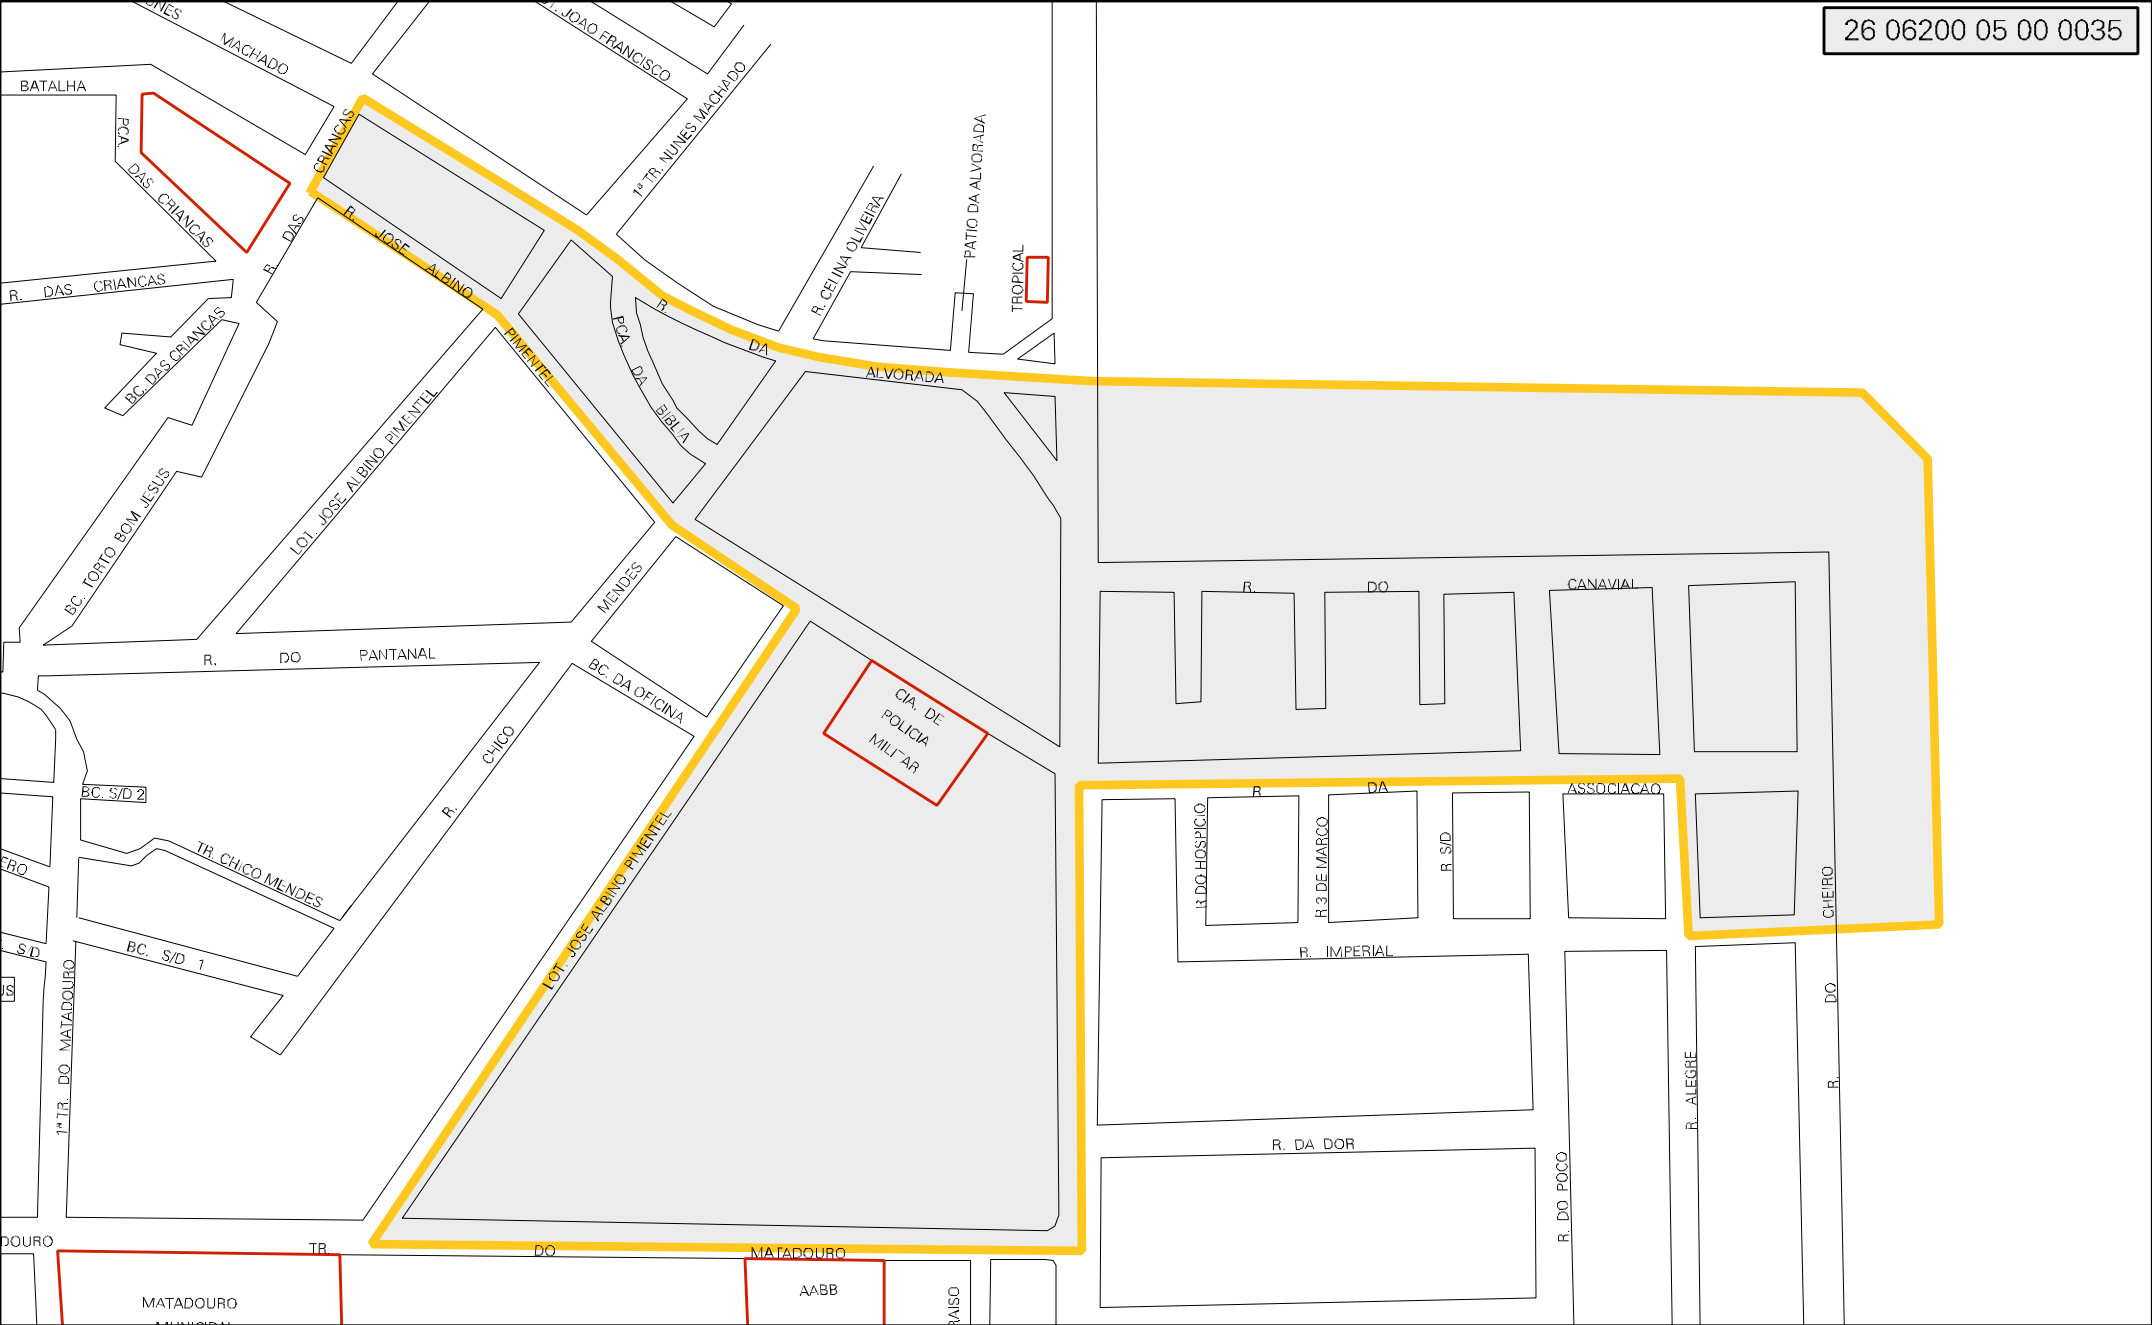 26 06200 05 00 0035
MACHADO
T. JOAO FRANCISCO
BATALHA
PCA.
DAS CRIANCAS
CRIANCAS
1ª TR. NUNES MACHADO
PATIO DA ALVORADA
R. CELINA OLIVEIRA
TROPICAL
R. DAS
R. DAS CRIANCAS
R. JOSE ALBINO PIMENTEL
BC. DAS CRIANCAS
PCA. DA BIBLIA
R. DA ALVORADA
LOT. JOSE ALBINO PIMENTEL
BC. TORTO BOM JESUS
MENDES
R. DO CANAVIAL
R. DO PANTANAL
BC. DA OFICINA
CIA. DE
POLICIA
MILITAR
CHICO
R.
BC. S/D 2
R DA ASSOCIACAO
TR. CHICO MENDES
ERO
LOT. JOSE ALBINO PIMENTEL
R DO HOSPICIO
R 3 DE MARCO
R S/D
CHEIRO
S/D
BC. S/D 1
R. IMPERIAL
US
1ª TR. DO MATADOURO
DO
R.
R. ALEGRE
R. DA DOR
R. DO POCO
DOURO
TR. DO MATADOURO
MATADOURO
AABB
RAISO